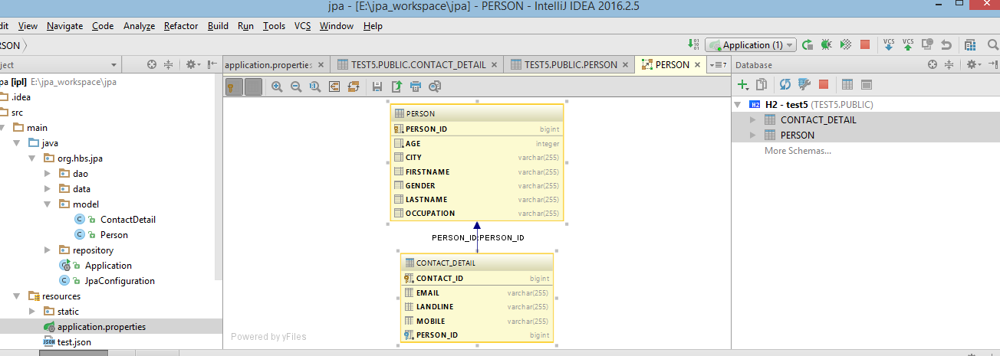 jpa - [E:\jpa_workspace\jpa] - PERSON - IntelliJ IDEA 2016.2.5
dit View Navigate Code Analyze Refactor Build Run Tools VCS Window Help
RSON Application (1) VCS VCS
ject application.properties TEST5.PUBLIC.CONTACT_DETAIL TEST5.PUBLIC.PERSON PERSON 7 Database
pa [ipl] E:\jpa_workspace\jpa
.idea
src
main
java
org.hbs.jpa
dao
data
model
ContactDetail
Person
repository
Application
JpaConfiguration
resources
static
application.properties
JSON test.json
PERSON
PERSON_ID bigint
AGE integer
CITY varchar(255)
FIRSTNAME varchar(255)
GENDER varchar(255)
LASTNAME varchar(255)
OCCUPATION varchar(255)
PERSON_ID:PERSON_ID
CONTACT_DETAIL
CONTACT_ID bigint
EMAIL varchar(255)
LANDLINE varchar(255)
MOBILE varchar(255)
PERSON_ID bigint
Powered by yFiles
H2 H2 - test5 (TEST5.PUBLIC)
CONTACT_DETAIL
PERSON
More Schemas...